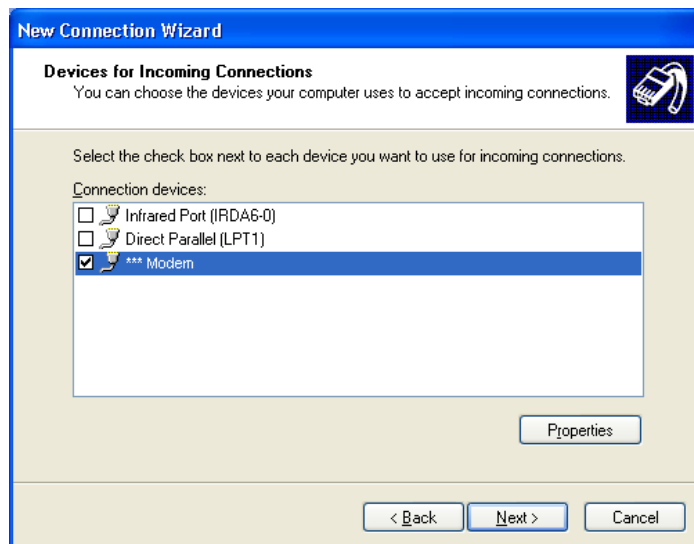 New Connection Wizard
Devices for Incoming Connections
You can choose the devices your computer uses to accept incoming connections.
Select the check box next to each device you want to use for incoming connections.
Connection devices:
Infrared Port (IRDA6-0)
Direct Parallel (LPT1)
*** Modem
Properties
< Back Next > Cancel